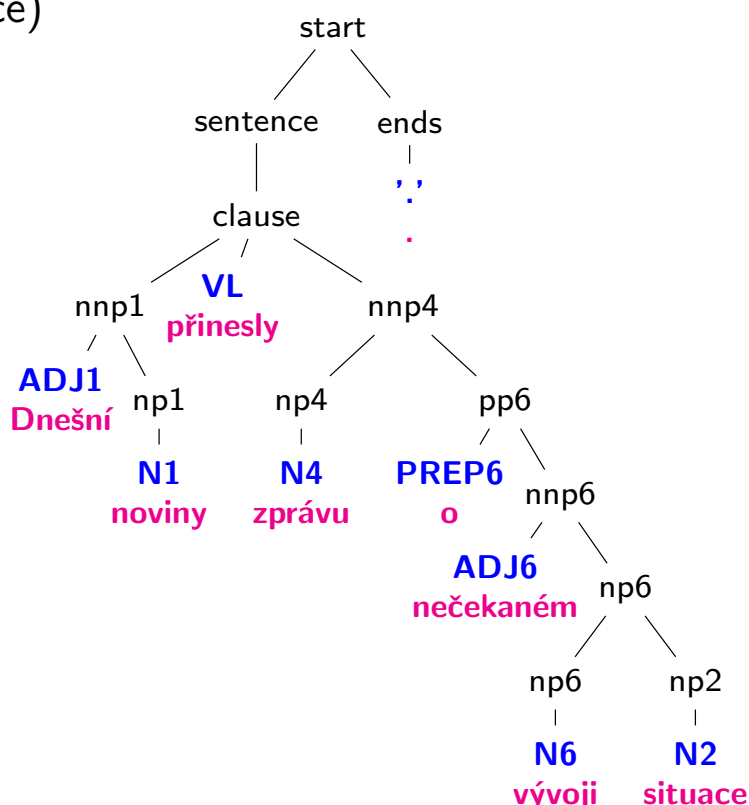 ce)
start
sentence ends
'.'
clause .
nnp1 VL nnp4
přinesly
ADJ1 np1 np4 pp6
Dnešní
N1 N4 PREP6 nnp6
noviny zprávu o
ADJ6 np6
nečekaném
np6 np2
N6 N2
vývoji situace